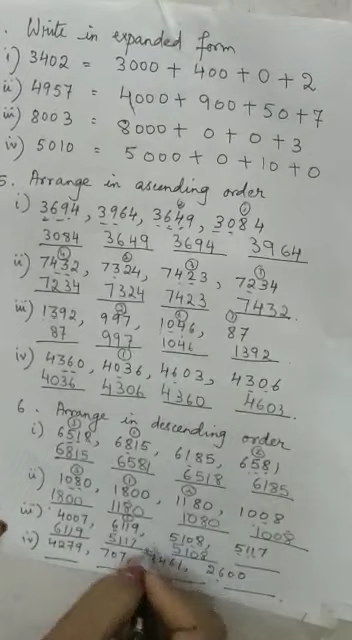 . Write in expanded form
i) 3402 = 3000 + 400 + 0 + 2
ii) 4957 = 4000 + 900 + 50 + 7
iii) 8003 = 8000 + 0 + 0 + 3
iv) 5010 = 5000 + 0 + 10 + 0
5. Arrange in ascending order
i) 3694, 3964, 3649, 3084
3084 3649 3694 3964
ii) 7432, 7324, 7423, 7234
7234 7324 7423 7432
iii) 1392, 997, 1046, 87
87 997 1046 1392
iv) 4360, 4036, 4603, 4306
4036 4306 4360 4603
6. Arrange in descending order
i) 6518, 6815, 6185, 6581
6815 6581 6518 6185
ii) 1080, 1800, 1180, 1008
1800 1180 1080 1008
iii) 4007, 6119, 5108, 5117
6119 5117 5108
iv) 4279, 2600